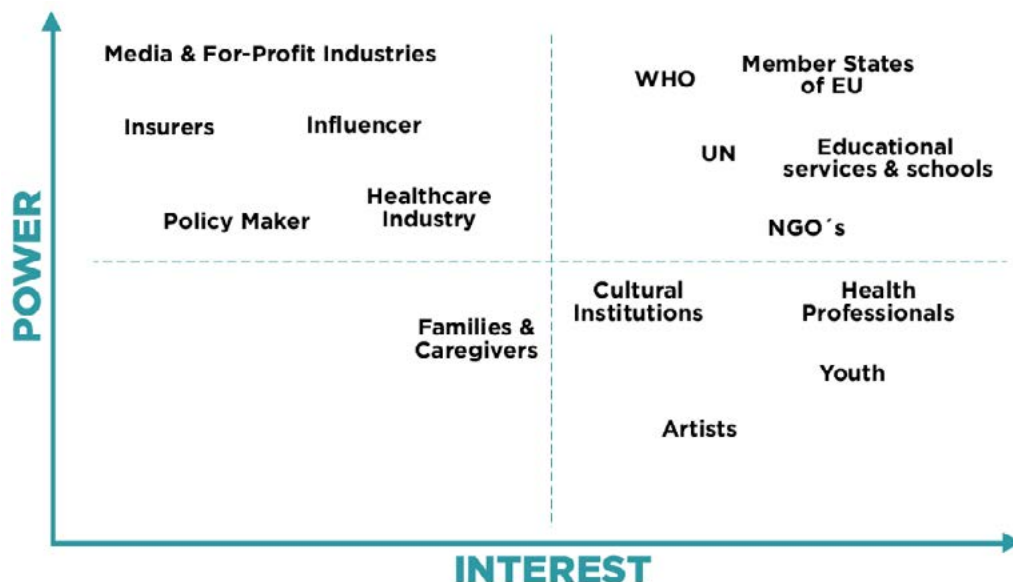 POWER
Media & For-Profit Industries
WHO
Member States
of EU
Insurers
Influencer
UN
Educational
services & schools
Policy Maker
Healthcare
Industry
NGO´s
Families &
Caregivers
Cultural
Institutions
Health
Professionals
Youth
Artists
INTEREST